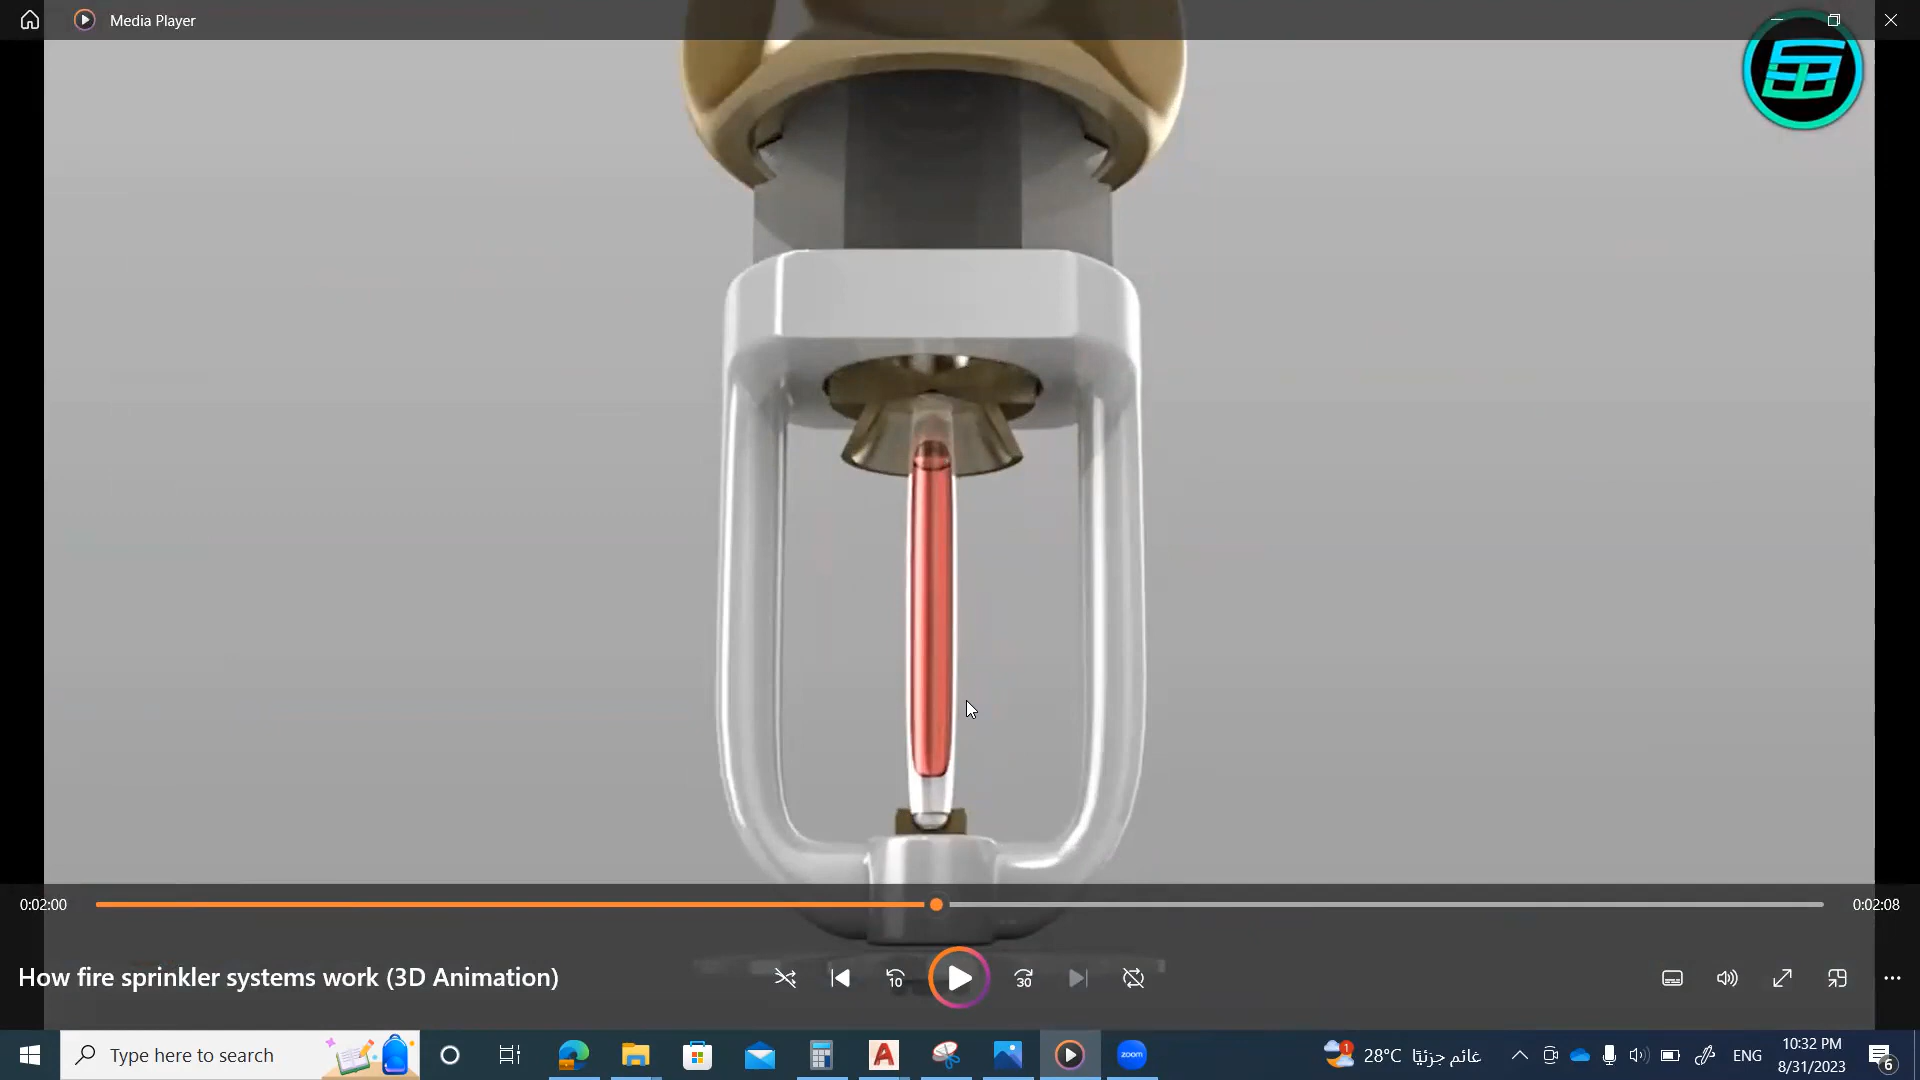 Media Player
0:02:00
0:02:08
How fire sprinkler systems work (3D Animation)
10
30
Type here to search
zoom
1
28°C غائم جزئيًا
ENG
10:32 PM
8/31/2023
6